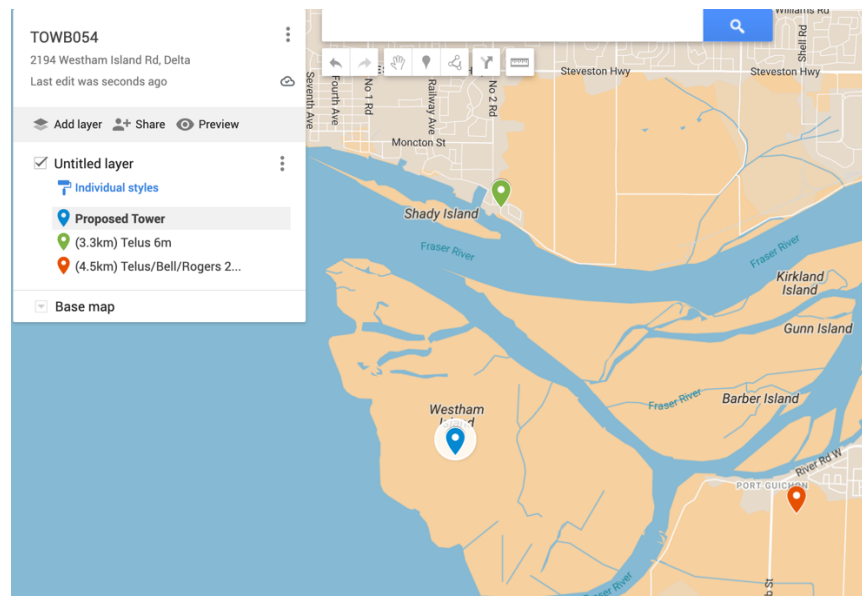 TOWB054
2194 Westham Island Rd, Delta
Last edit was seconds ago
Add layer Share Preview
Untitled layer
Individual styles
Proposed Tower
(3.3km) Telus 6m
(4.5km) Telus/Bell/Rogers 2...
Base map
Williams Rd
Shell Rd
Steveston Hwy
Steveston Hwy
Seventh Ave
Fourth Ave
No. 1 Rd
Railway Ave
No 2 Rd
Moncton St
Shady Island
Fraser River
Fraser River
Kirkland
Island
Gunn Island
Barber Island
Fraser River
Westham
River Rd W
PORT GUICHON
Fraser River